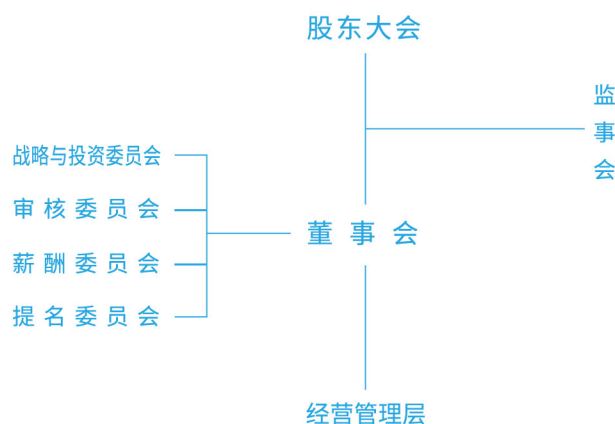 股东大会
监事会
战略与投资委员会
审核委员会
薪酬委员会
提名委员会
董事会
经营管理层